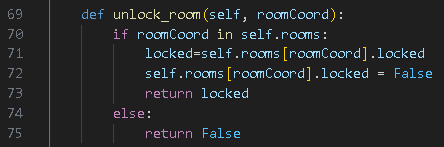 69 def unlock_room(self, roomCoord):
70 if roomCoord in self.rooms:
71 locked=self.rooms[roomCoord].locked
72 self.rooms[roomCoord].locked = False
73 return locked
74 else:
75 return False